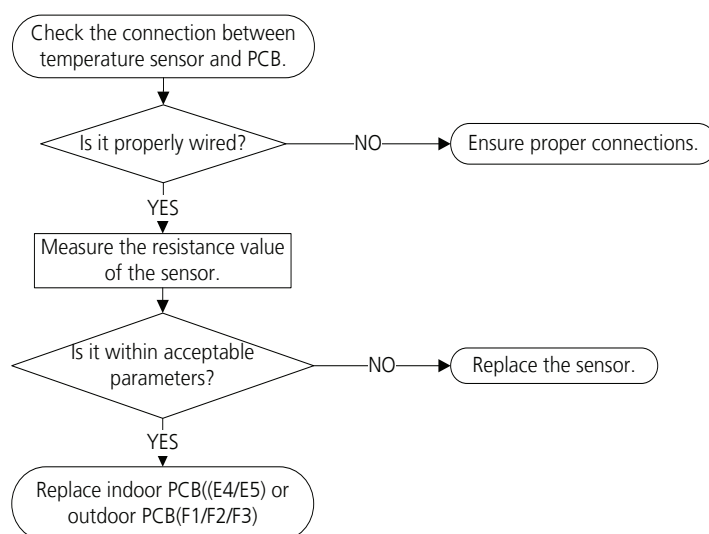 Check the connection between
temperature sensor and PCB.
Is it properly wired?
NO
Ensure proper connections.
YES
Measure the resistance value
of the sensor.
Is it within acceptable
parameters?
NO
Replace the sensor.
YES
Replace indoor PCB((E4/E5) or
outdoor PCB(F1/F2/F3)